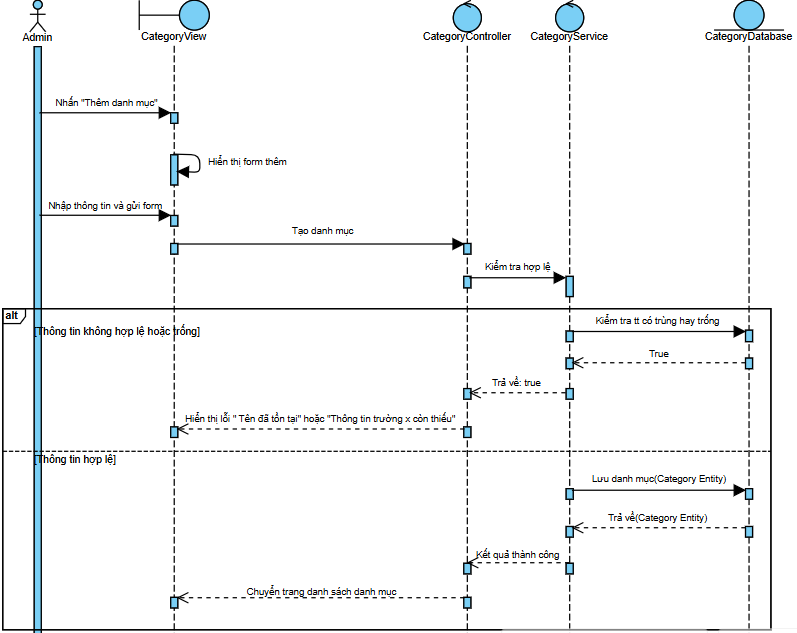 Admin
CategoryView
CategoryController
CategoryService
CategoryDatabase
Nhấn "Thêm danh mục"
Hiển thị form thêm
Nhập thông tin và gửi form
Tạo danh mục
Kiểm tra hợp lệ
alt
[Thông tin không hợp lệ hoặc trống]
Kiểm tra tt có trùng hay trống
True
Trả về: true
Hiển thị lỗi " Tên đã tồn tại" hoặc "Thông tin trường x còn thiếu"
[Thông tin hợp lệ]
Lưu danh mục(Category Entity)
Trả về(Category Entity)
Kết quả thành công
Chuyển trang danh sách danh mục